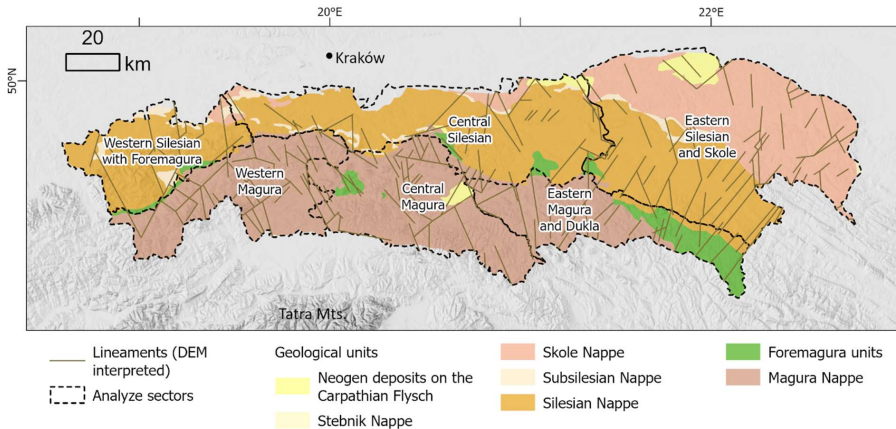 20°E
22°E
50°N
20
km
Kraków
Western Silesian
with Foremagura
Central
Silesian
Eastern
Silesian
and Skole
Western
Magura
Central
Magura
Eastern
Magura
and Dukla
Tatra Mts.
Lineaments (DEM
interpreted)
Analyze sectors
Geological units
Neogen deposits on the
Carpathian Flysch
Stebnik Nappe
Skole Nappe
Subsilesian Nappe
Silesian Nappe
Foremagura units
Magura Nappe